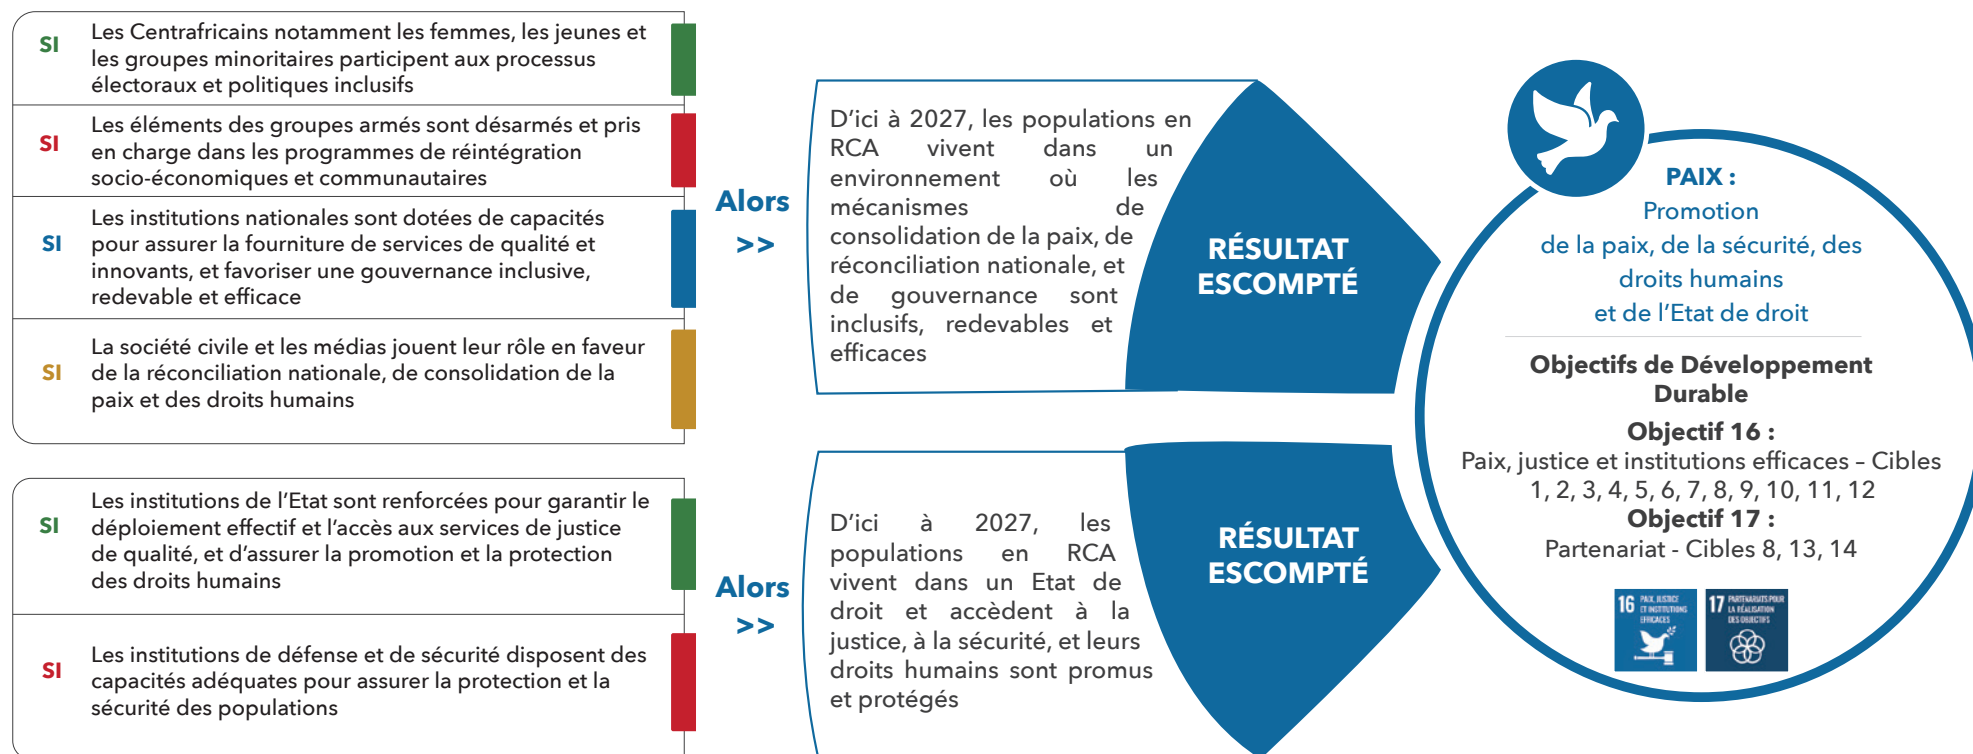 SI
Les Centrafricains notamment les femmes, les jeunes et
les groupes minoritaires participent aux processus
électoraux et politiques inclusifs
SI
Les éléments des groupes armés sont désarmés et pris
en charge dans les programmes de réintégration
socio-économiques et communautaires
SI
Les institutions nationales sont dotées de capacités
pour assurer la fourniture de services de qualité et
innovants, et favoriser une gouvernance inclusive,
redevable et efficace
SI
La société civile et les médias jouent leur rôle en faveur
de la réconciliation nationale, de consolidation de la
paix et des droits humains
Alors
>>
D'ici à 2027, les populations en
RCA vivent dans un
environnement où les
mécanismes de
consolidation de la paix, de
réconciliation nationale, et
de gouvernance sont
inclusifs, redevables et
efficaces
RÉSULTAT
ESCOMPTÉ
SI
Les institutions de l'Etat sont renforcées pour garantir le
déploiement effectif et l'accès aux services de justice
de qualité, et d'assurer la promotion et la protection
des droits humains
SI
Les institutions de défense et de sécurité disposent des
capacités adéquates pour assurer la protection et la
sécurité des populations
Alors
>>
D'ici à 2027, les
populations en RCA
vivent dans un Etat de
droit et accèdent à la
justice, à la sécurité, et leurs
droits humains sont promus
et protégés
RÉSULTAT
ESCOMPTÉ
PAIX :
Promotion
de la paix, de la sécurité, des
droits humains
et de l'Etat de droit
Objectifs de Développement
Durable
Objectif 16 :
Paix, justice et institutions efficaces – Cibles
1, 2, 3, 4, 5, 6, 7, 8, 9, 10, 11, 12
Objectif 17 :
Partenariat - Cibles 8, 13, 14
16 PAIX, JUSTICE
ET INSTITUTIONS
EFFICACES
17 PARTENARIATS POUR
LA RÉALISATION
DES OBJECTIFS